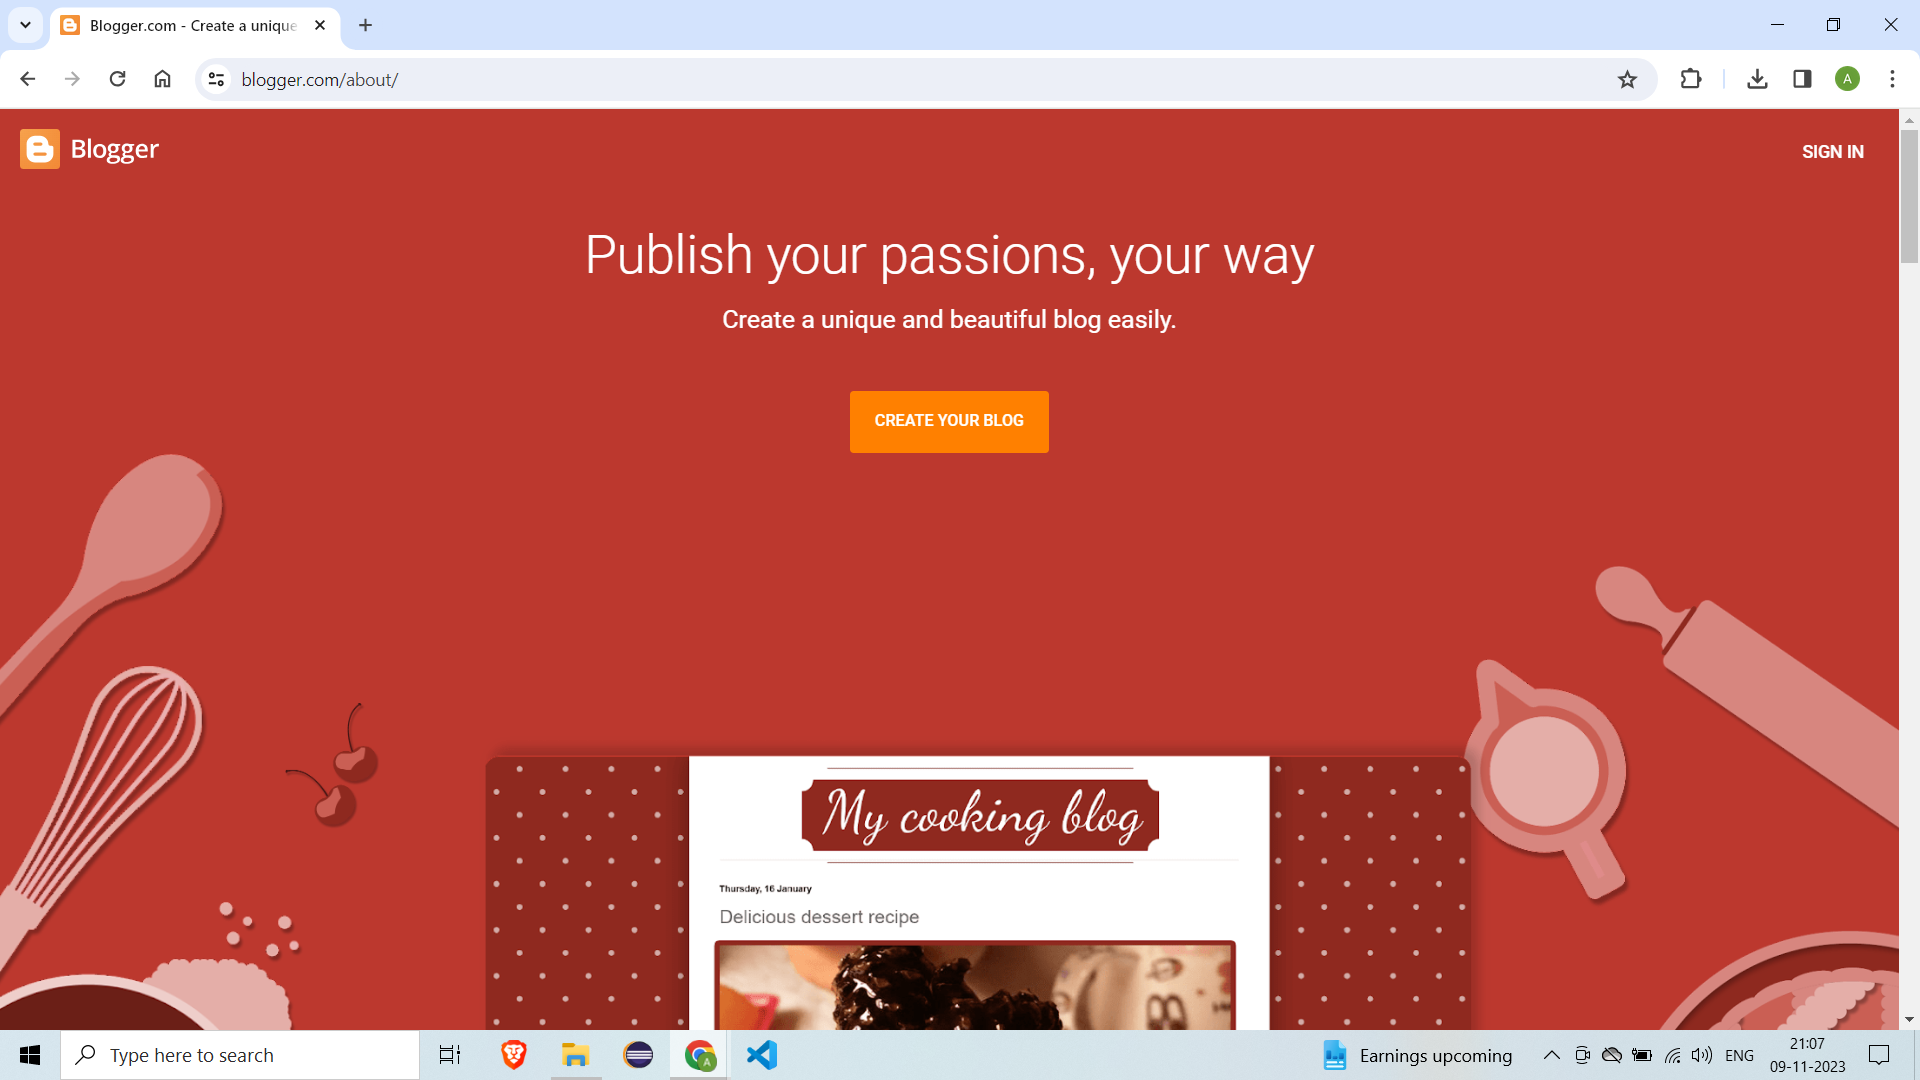 Blogger.com - Create a unique
blogger.com/about/
A
Blogger
SIGN IN
Publish your passions, your way
Create a unique and beautiful blog easily.
CREATE YOUR BLOG
My cooking blog
Thursday, 16 January
Delicious dessert recipe
Type here to search
A
Earnings upcoming
ENG
21:07
09-11-2023